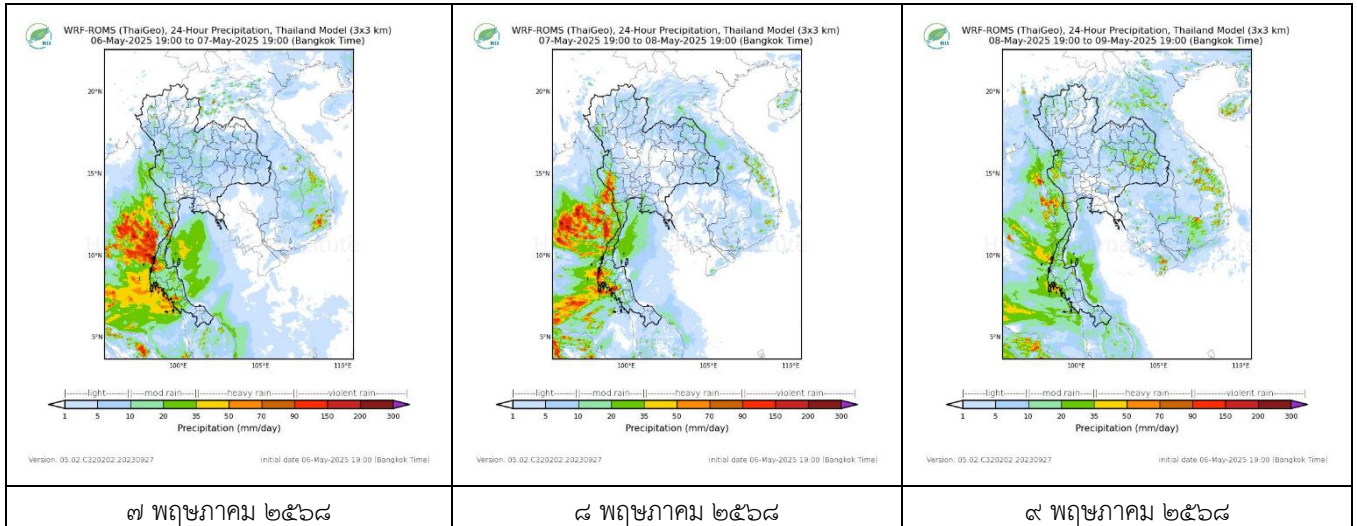 WRF-ROMS (ThaiGeo), 24-Hour Precipitation, Thailand Model (3x3 km)
06-May-2025 19:00 to 07-May-2025 19:00 (Bangkok Time)
20°N
15°N
10°N
5°N
100°E 105°E 110°E
light mod rain heavy rain violent rain
1 5 10 20 35 50 70 90 150 200 300
Precipitation (mm/day)
Version: 05.02.C320202.20230927 initial date 06-May-2025 19:00 (Bangkok Time)
๗ พฤษภาคม ๒๕๖๘
WRF-ROMS (ThaiGeo), 24-Hour Precipitation, Thailand Model (3x3 km)
07-May-2025 19:00 to 08-May-2025 19:00 (Bangkok Time)
20°N
15°N
10°N
5°N
100°E 105°E 110°E
light mod rain heavy rain violent rain
1 5 10 20 35 50 70 90 150 200 300
Precipitation (mm/day)
Version: 05.02.C320202.20230927 initial date 06-May-2025 19:00 (Bangkok Time)
๘ พฤษภาคม ๒๕๖๘
WRF-ROMS (ThaiGeo), 24-Hour Precipitation, Thailand Model (3x3 km)
08-May-2025 19:00 to 09-May-2025 19:00 (Bangkok Time)
20°N
15°N
10°N
5°N
100°E 105°E 110°E
light mod rain heavy rain violent rain
1 5 10 20 35 50 70 90 150 200 300
Precipitation (mm/day)
Version: 05.02.C320202.20230927 initial date 06-May-2025 19:00 (Bangkok Time)
๙ พฤษภาคม ๒๕๖๘